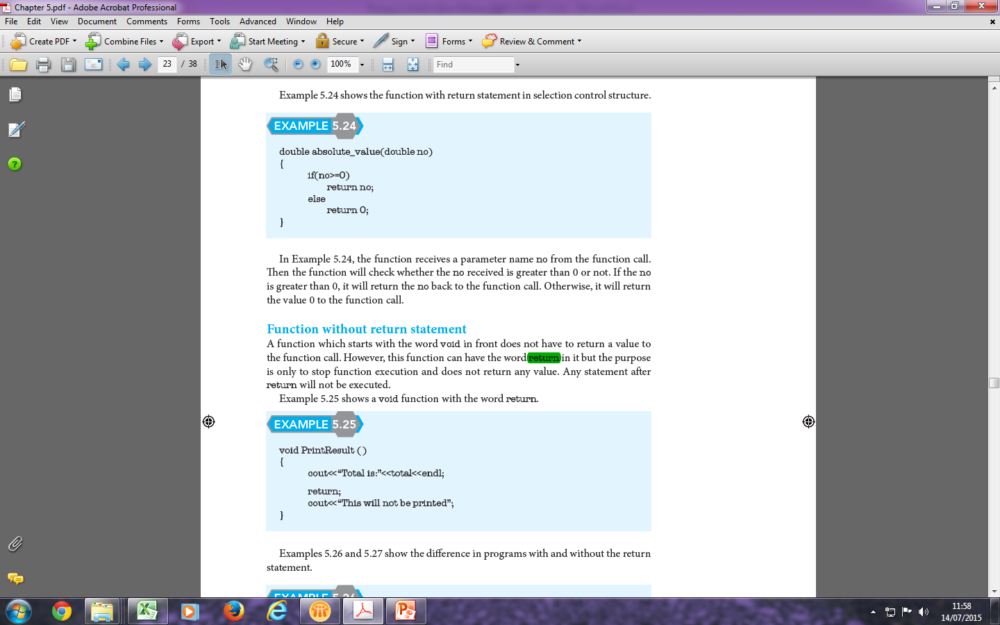 Chapter 5.pdf - Adobe Acrobat Professional
File Edit View Document Comments Forms Tools Advanced Window Help
Create PDF Combine Files Export Start Meeting Secure Sign Forms Review & Comment
23 / 38 100% Find
Example 5.24 shows the function with return statement in selection control structure.
EXAMPLE 5.24
double absolute_value(double no)
{
if(no>=0)
return no;
else
return 0;
}
In Example 5.24, the function receives a parameter name no from the function call.
Then the function will check whether the no received is greater than 0 or not. If the no
is greater than 0, it will return the no back to the function call. Otherwise, it will return
the value 0 to the function call.
Function without return statement
A function which starts with the word void in front does not have to return a value to
the function call. However, this function can have the word return in it but the purpose
is only to stop function execution and does not return any value. Any statement after
return will not be executed.
Example 5.25 shows a void function with the word return.
EXAMPLE 5.25
void PrintResult ( )
{
cout<<“Total is:”<<total<<endl;
return;
cout<<“This will not be printed”;
}
Examples 5.26 and 5.27 show the difference in programs with and without the return
statement.
EXAMPLE 5.26
11:58
14/07/2015